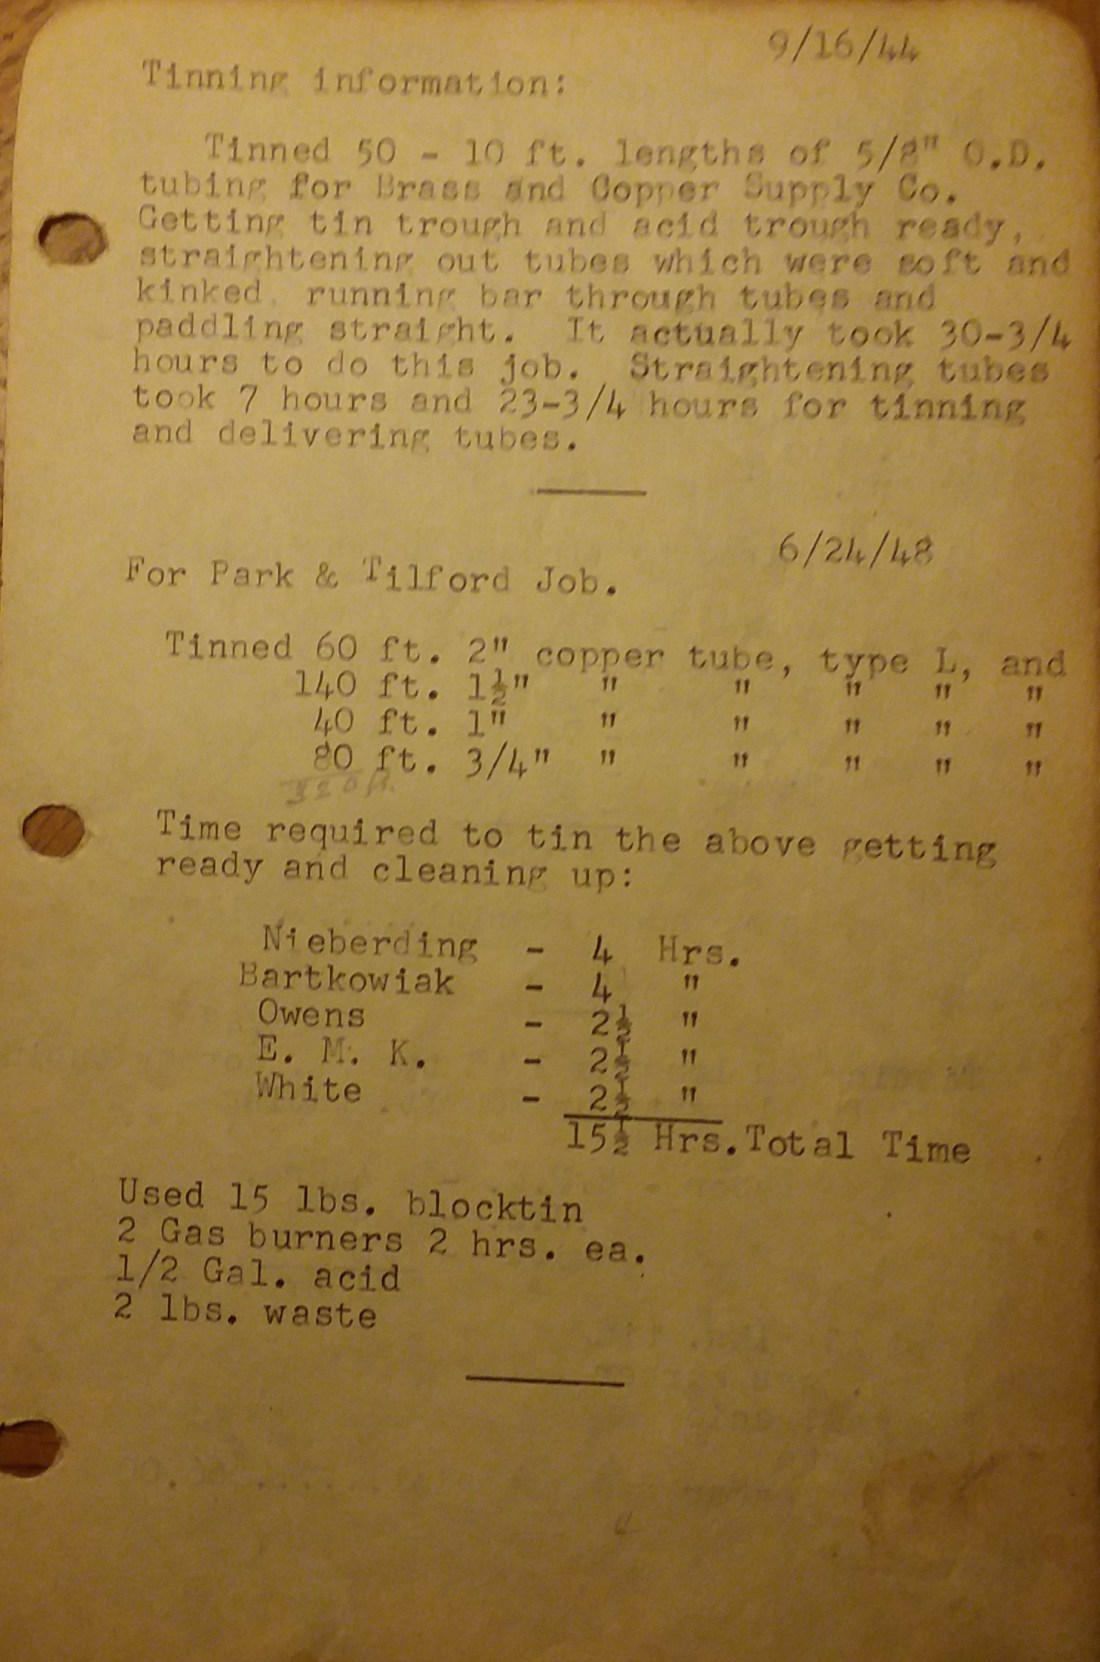 9/16/44
Tinning information:
Tinned 50 - 10 ft. lengths of 5/8" O.D.
tubing for Brass and Copper Supply Co.
Getting tin trough and acid trough ready,
straightening out tubes which were soft and
kinked, running bar through tubes and
paddling straight. It actually took 30-3/4
hours to do this job. Straightening tubes
took 7 hours and 23-3/4 hours for tinning
and delivering tubes.
6/24/48
For Park & Tilford Job.
Tinned 60 ft. 2" copper tube, type L, and
140 ft. 1½" " " " " "
40 ft. 1" " " " " "
80 ft. 3/4" " " " " "
320 ft.
Time required to tin the above getting
ready and cleaning up:
Nieberding - 4 Hrs.
Bartkowiak - 4 "
Owens - 2½ "
E. M. K. - 2½ "
White - 2½ "
15½ Hrs. Total Time
Used 15 lbs. blocktin
2 Gas burners 2 hrs. ea.
1/2 Gal. acid
2 lbs. waste